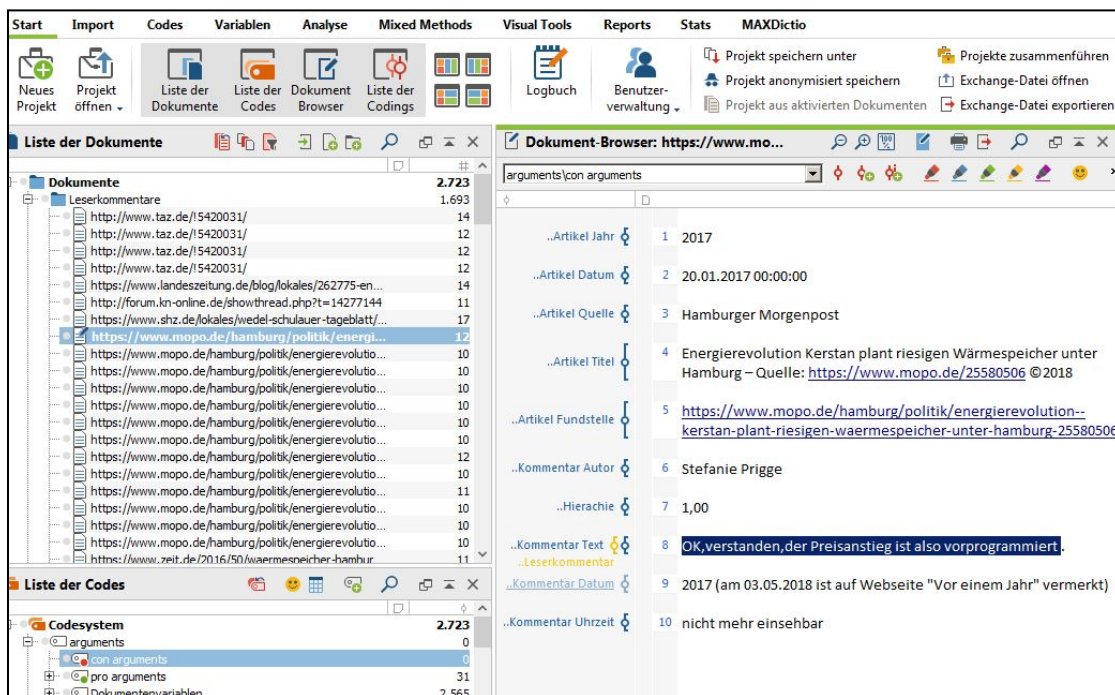 Start Import Codes Variablen Analyse Mixed Methods Visual Tools Reports Stats MAXDictio
Neues Projekt
Projekt öffnen
Liste der Dokumente
Liste der Codes
Dokument Browser
Liste der Codings
Logbuch
Benutzer-verwaltung
Projekt speichern unter
Projekt anonymisiert speichern
Projekt aus aktivierten Dokumenten
Projekte zusammenführen
Exchange-Datei öffnen
Exchange-Datei exportieren
Liste der Dokumente
#
Dokumente 2.723
Leserkommentare 1.693
http://www.taz.de/!5420031/ 14
http://www.taz.de/!5420031/ 12
http://www.taz.de/!5420031/ 12
http://www.taz.de/!5420031/ 12
https://www.landeszeitung.de/blog/lokales/262775-en... 14
http://forum.kn-online.de/showthread.php?t=14277144 11
https://www.shz.de/lokales/wedel-schulauer-tageblatt/... 17
https://www.mopo.de/hamburg/politik/energi... 12
https://www.mopo.de/hamburg/politik/energierevolutio... 10
https://www.mopo.de/hamburg/politik/energierevolutio... 10
https://www.mopo.de/hamburg/politik/energierevolutio... 10
https://www.mopo.de/hamburg/politik/energierevolutio... 10
https://www.mopo.de/hamburg/politik/energierevolutio... 10
https://www.mopo.de/hamburg/politik/energierevolutio... 10
https://www.mopo.de/hamburg/politik/energierevolutio... 12
https://www.mopo.de/hamburg/politik/energierevolutio... 10
https://www.mopo.de/hamburg/politik/energierevolutio... 11
https://www.mopo.de/hamburg/politik/energierevolutio... 10
https://www.mopo.de/hamburg/politik/energierevolutio... 10
https://www.mopo.de/hamburg/politik/energierevolutio... 10
https://www.zeit.de/2016/50/waermespeicher-hambur 11
Liste der Codes
Codesystem 2.723
arguments 0
con arguments 0
pro arguments 31
Dokumentenvariablen 2.565
Dokument-Browser: https://www.mo...
100 %
arguments\con arguments
..Artikel Jahr 1 2017
..Artikel Datum 2 20.01.2017 00:00:00
..Artikel Quelle 3 Hamburger Morgenpost
..Artikel Titel 4 Energierevolution Kerstan plant riesigen Wärmespeicher unter
Hamburg – Quelle: https://www.mopo.de/25580506 ©2018
..Artikel Fundstelle 5 https://www.mopo.de/hamburg/politik/energierevolution--
kerstan-plant-riesigen-waermespeicher-unter-hamburg-25580506
..Kommentar Autor 6 Stefanie Prigge
..Hierachie 7 1,00
..Kommentar Text 8 OK,verstanden,der Preisanstieg ist also vorprogrammiert .
..Leserkommentar
..Kommentar Datum 9 2017 (am 03.05.2018 ist auf Webseite "Vor einem Jahr" vermerkt)
..Kommentar Uhrzeit 10 nicht mehr einsehbar